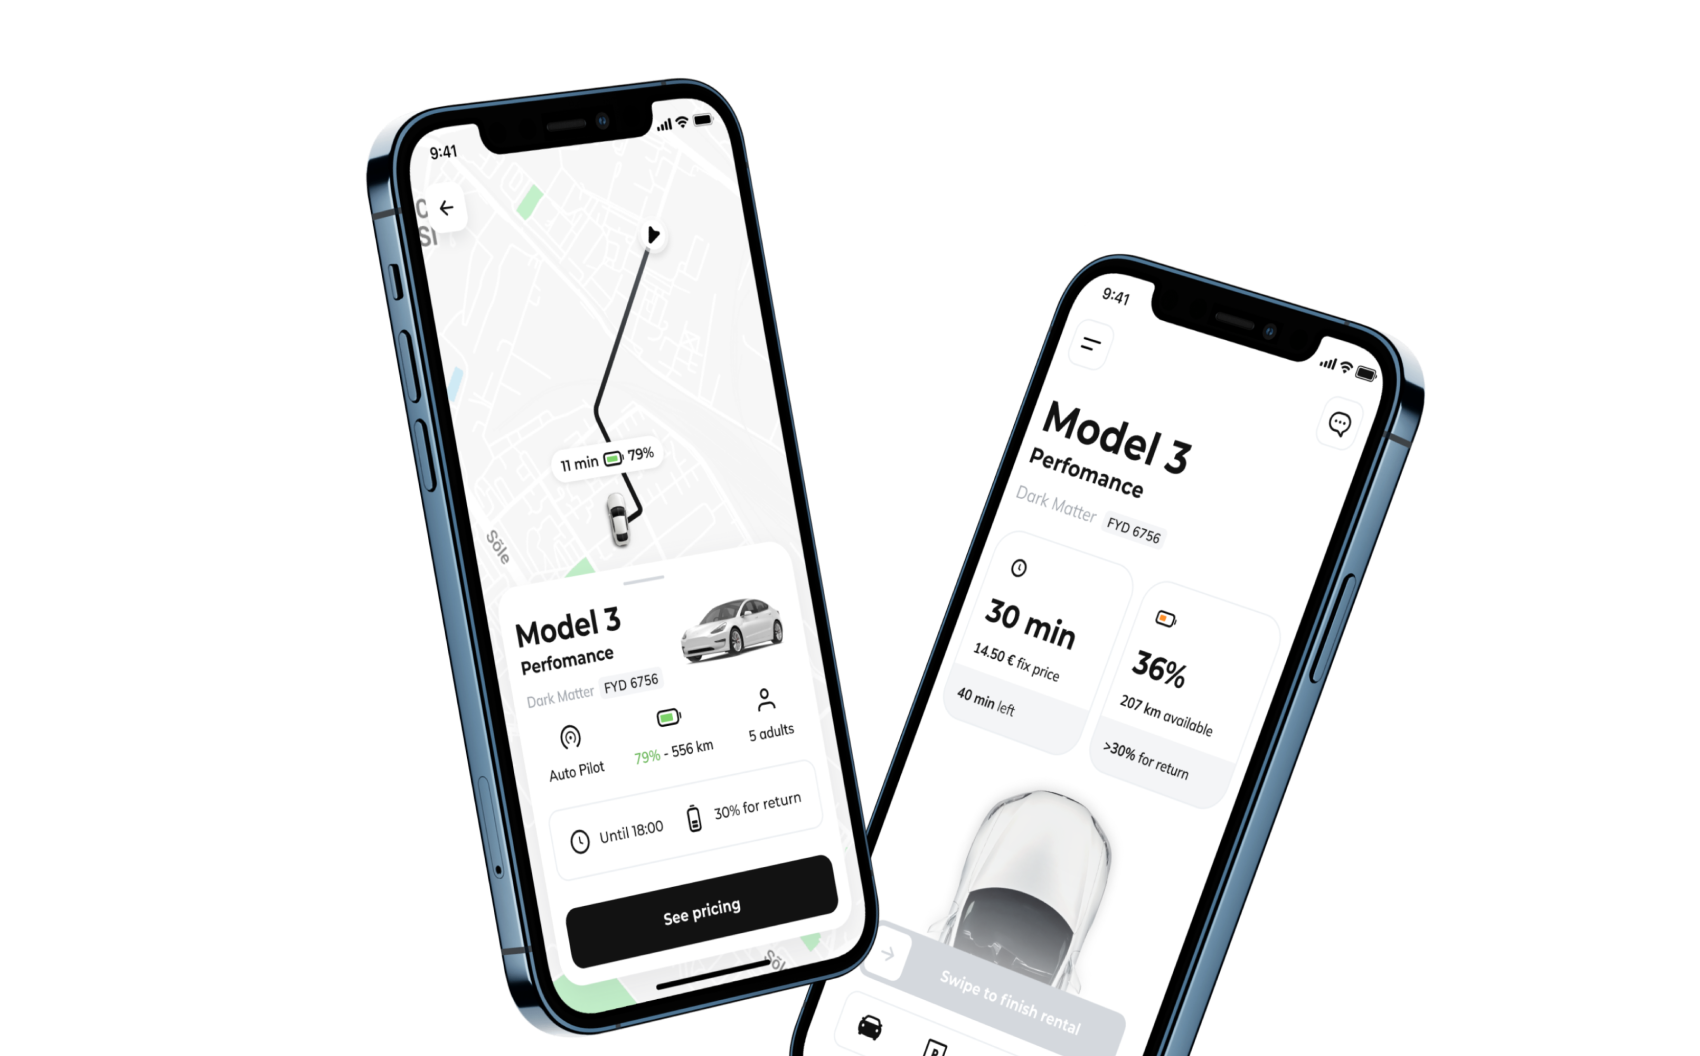 9:41
11 min 79%
Sõle
Model 3
Perfomance
Dark Matter FYD 6756
Auto Pilot
79% - 556 km
5 adults
Until 18:00
30% for return
See pricing
9:41
Model 3
Perfomance
Dark Matter FYD 6756
30 min
14.50 € fix price
40 min left
36%
207 km available
>30% for return
Swipe to finish rental